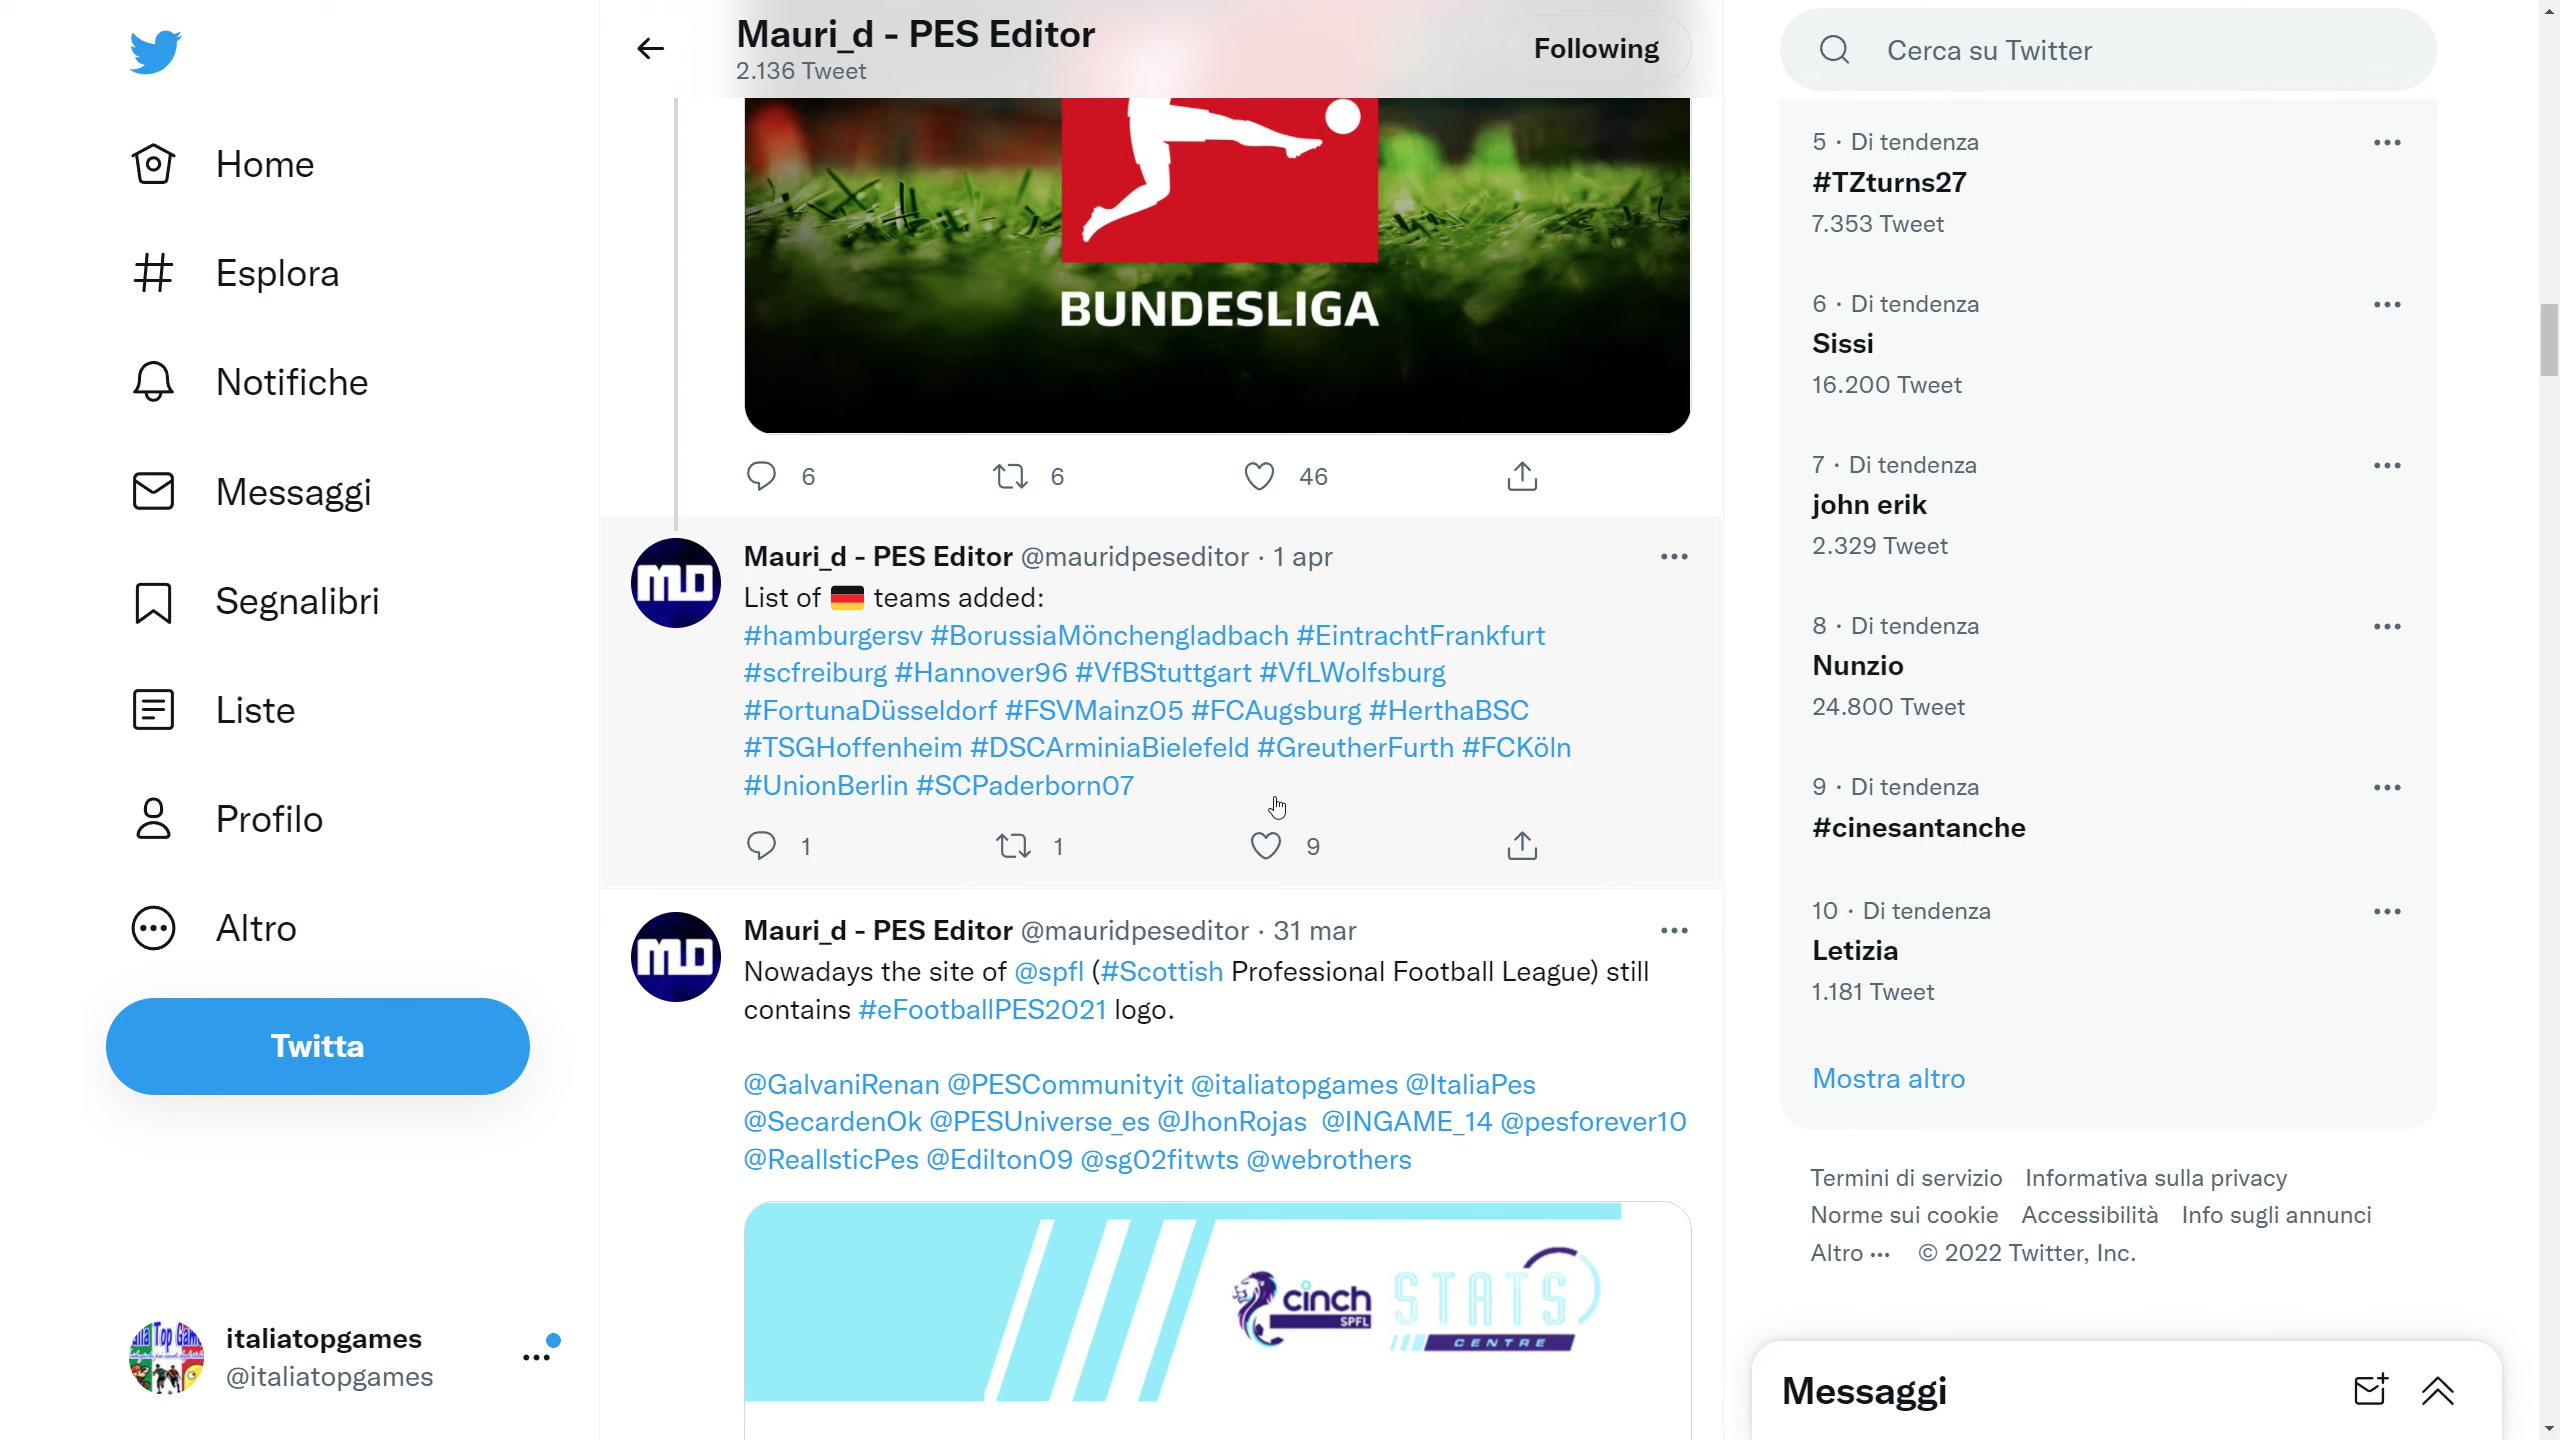 Mauri_d - PES Editor
2.136 Tweet
Following
Home
Esplora
Notifiche
Messaggi
Segnalibri
Liste
Profilo
Altro
Twitta
italiatopgames
@italiatopgames
BUNDESLIGA
6 6 46
Mauri_d - PES Editor @mauridpeseditor · 1 apr
List of 🇩🇪 teams added:
#hamburgersv #BorussiaMönchengladbach #EintrachtFrankfurt
#scfreiburg #Hannover96 #VfBStuttgart #VfLWolfsburg
#FortunaDüsseldorf #FSVMainz05 #FCAugsburg #HerthaBSC
#TSGHoffenheim #DSCArminiaBielefeld #GreutherFurth #FCKöln
#UnionBerlin #SCPaderborn07
1 1 9
Mauri_d - PES Editor @mauridpeseditor · 31 mar
Nowadays the site of @spfl (#Scottish Professional Football League) still
contains #eFootballPES2021 logo.
@GalvaniRenan @PESCommunityit @italiatopgames @ItaliaPes
@SecardenOk @PESUniverse_es @JhonRojas @INGAME_14 @pesforever10
@ReallsticPes @Edilton09 @sg02fitwts @webrothers
cinch
SPFL
STATS
CENTRE
Cerca su Twitter
5 · Di tendenza
#TZturns27
7.353 Tweet
6 · Di tendenza
Sissi
16.200 Tweet
7 · Di tendenza
john erik
2.329 Tweet
8 · Di tendenza
Nunzio
24.800 Tweet
9 · Di tendenza
#cinesantanche
10 · Di tendenza
Letizia
1.181 Tweet
Mostra altro
Termini di servizio Informativa sulla privacy
Norme sui cookie Accessibilità Info sugli annunci
Altro ··· © 2022 Twitter, Inc.
Messaggi